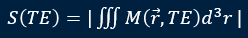 S(TE) = | ∭ M(r⃗, TE)d³r |